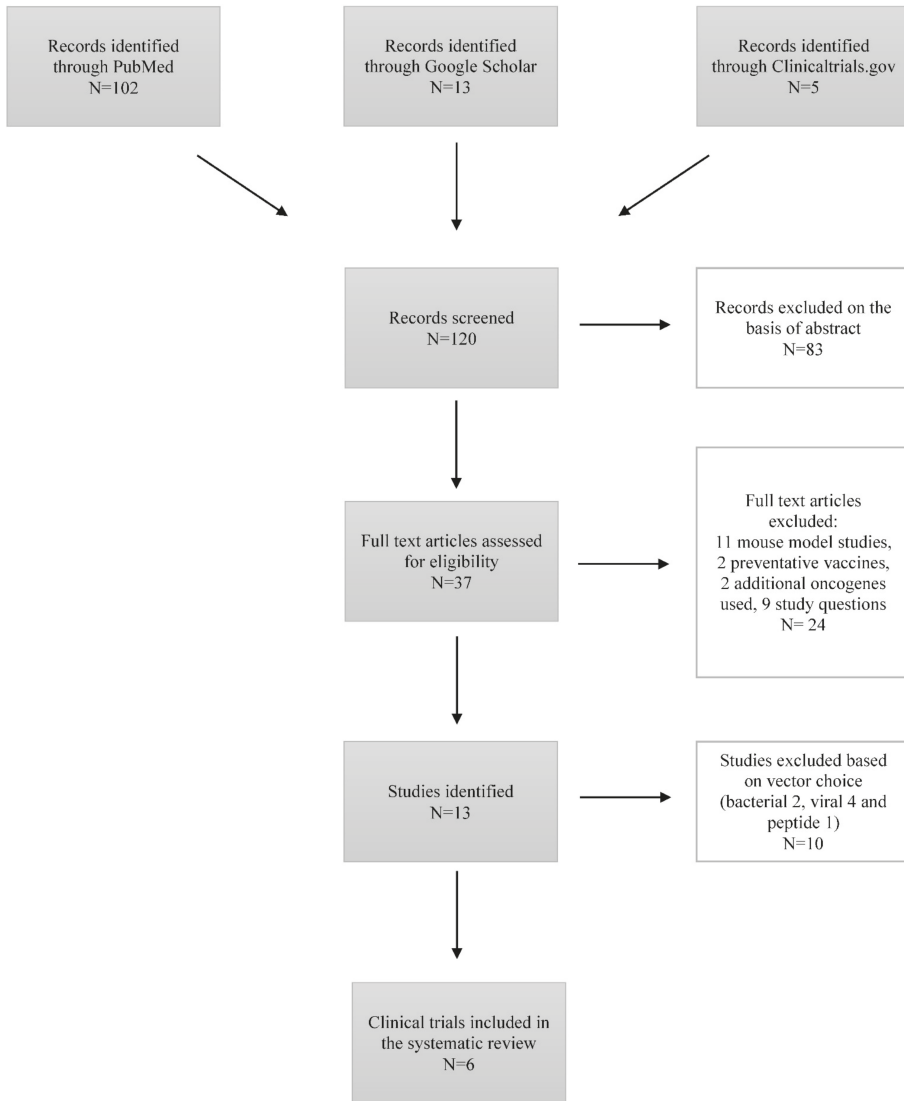 Records identified
through PubMed
N=102
Records identified
through Google Scholar
N=13
Records identified
through Clinicaltrials.gov
N=5
Records screened
N=120
Records excluded on the
basis of abstract
N=83
Full text articles assessed
for eligibility
N=37
Full text articles
excluded:
11 mouse model studies,
2 preventative vaccines,
2 additional oncogenes
used, 9 study questions
N= 24
Studies identified
N=13
Studies excluded based
on vector choice
(bacterial 2, viral 4 and
peptide 1)
N=10
Clinical trials included in
the systematic review
N=6